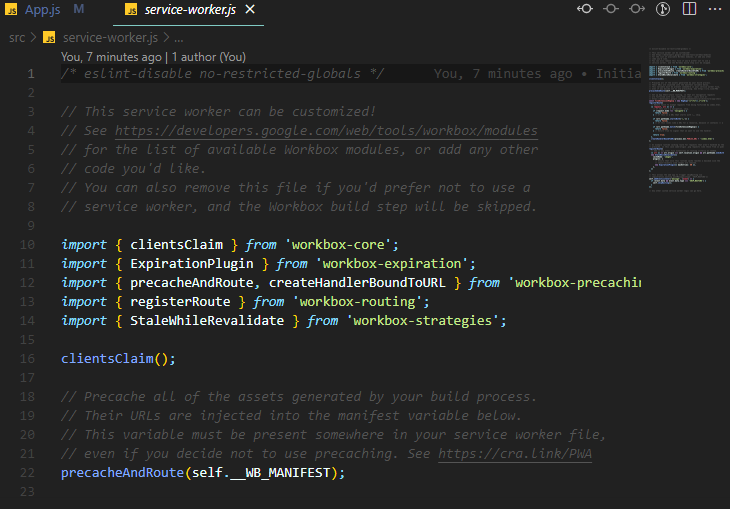 JS App.js M
JS service-worker.js ×
src > JS service-worker.js > ...
You, 7 minutes ago | 1 author (You)
1 /* eslint-disable no-restricted-globals */ You, 7 minutes ago • Initia
2
3 // This service worker can be customized!
4 // See https://developers.google.com/web/tools/workbox/modules
5 // for the list of available Workbox modules, or add any other
6 // code you'd like.
7 // You can also remove this file if you'd prefer not to use a
8 // service worker, and the Workbox build step will be skipped.
9
10 import { clientsClaim } from 'workbox-core';
11 import { ExpirationPlugin } from 'workbox-expiration';
12 import { precacheAndRoute, createHandlerBoundToURL } from 'workbox-precachin
13 import { registerRoute } from 'workbox-routing';
14 import { StaleWhileRevalidate } from 'workbox-strategies';
15
16 clientsClaim();
17
18 // Precache all of the assets generated by your build process.
19 // Their URLs are injected into the manifest variable below.
20 // This variable must be present somewhere in your service worker file,
21 // even if you decide not to use precaching. See https://cra.link/PWA
22 precacheAndRoute(self.__WB_MANIFEST);
23